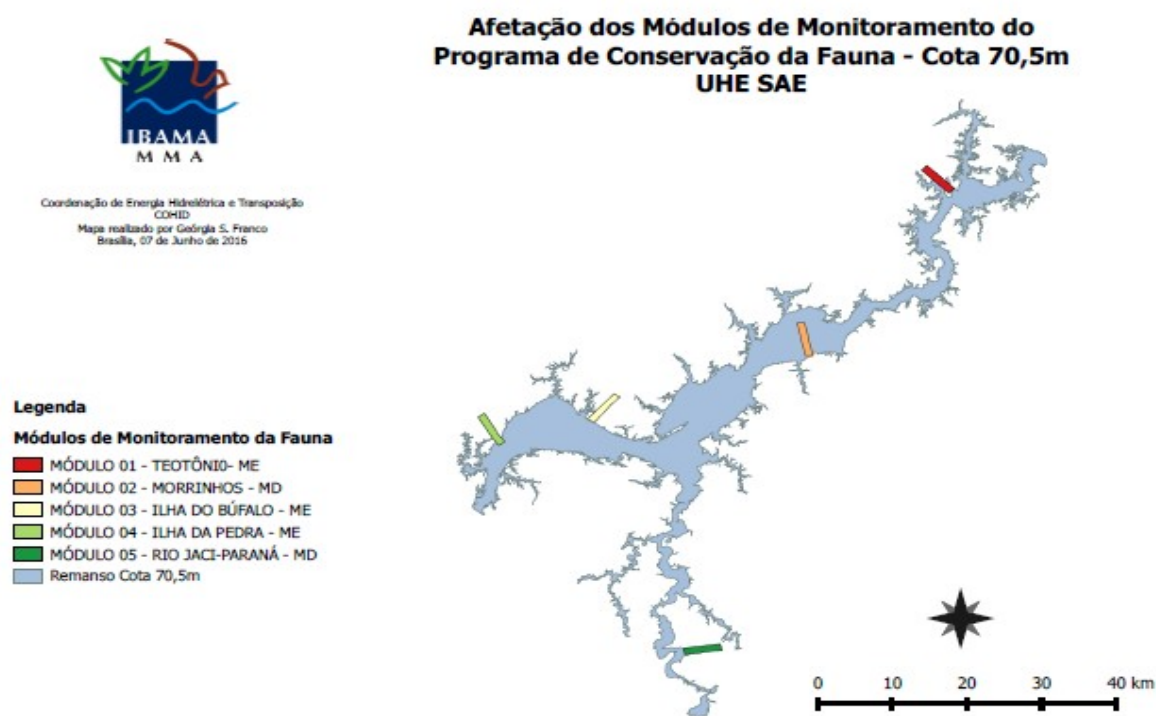 Afetação dos Módulos de Monitoramento do
Programa de Conservação da Fauna - Cota 70,5m
UHE SAE
IBAMA
M M A
Coordenação de Energia Hidrelétrica e Transposição
COHID
Mapa realizado por Geórgia S. Franco
Brasília, 07 de Junho de 2016
Legenda
Módulos de Monitoramento da Fauna
MÓDULO 01 - TEOTÔNI0- ME
MÓDULO 02 - MORRINHOS - MD
MÓDULO 03 - ILHA DO BÚFALO - ME
MÓDULO 04 - ILHA DA PEDRA - ME
MÓDULO 05 - RIO JACI-PARANÁ - MD
Remanso Cota 70,5m
0 10 20 30 40 km